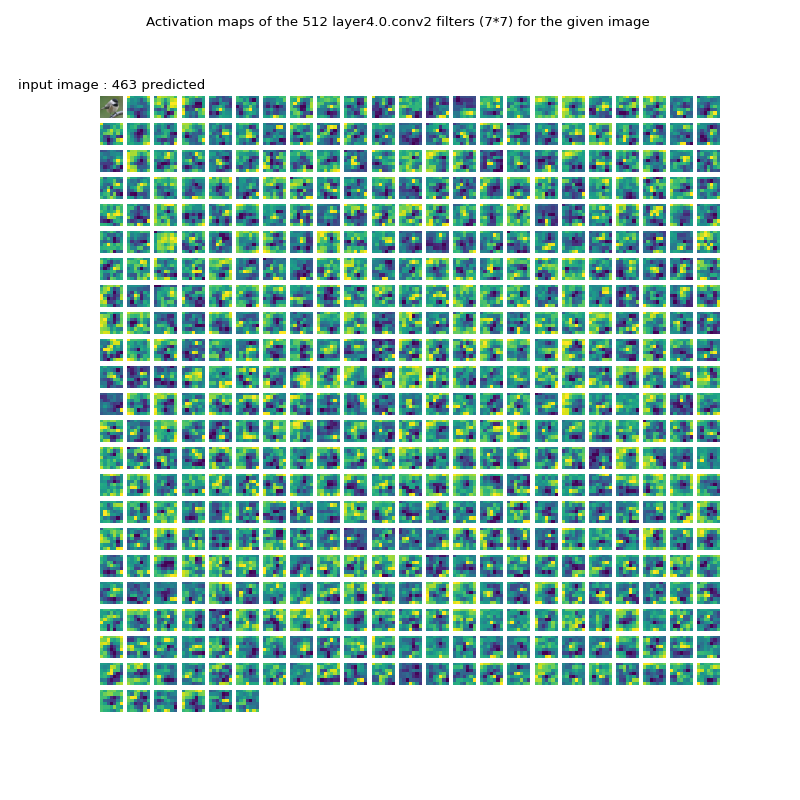 Activation maps of the 512 layer4.0.conv2 filters (7*7) for the given image
input image : 463 predicted